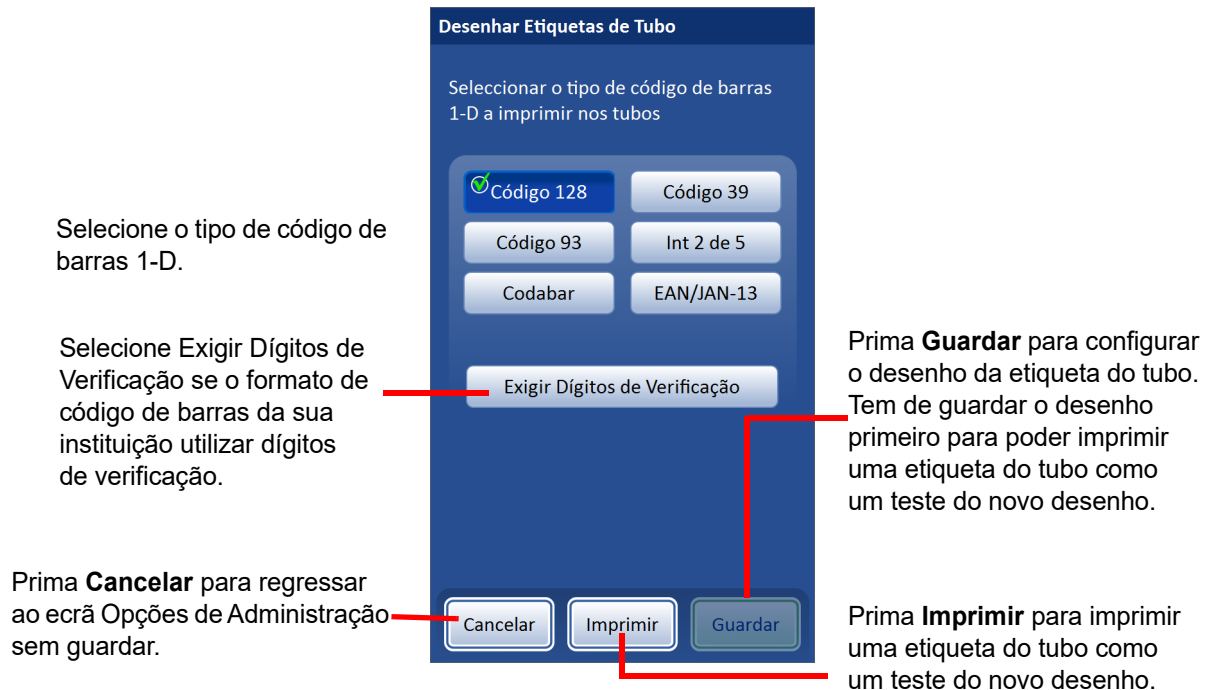 Desenhar Etiquetas de Tubo
Seleccionar o tipo de código de barras
1-D a imprimir nos tubos
Código 128
Código 39
Código 93
Int 2 de 5
Codabar
EAN/JAN-13
Exigir Dígitos de Verificação
Cancelar
Imprimir
Guardar
Selecione o tipo de código de
barras 1-D.
Selecione Exigir Dígitos de
Verificação se o formato de
código de barras da sua
instituição utilizar dígitos
de verificação.
Prima Cancelar para regressar
ao ecrã Opções de Administração
sem guardar.
Prima Guardar para configurar
o desenho da etiqueta do tubo.
Tem de guardar o desenho
primeiro para poder imprimir
uma etiqueta do tubo como
um teste do novo desenho.
Prima Imprimir para imprimir
uma etiqueta do tubo como
um teste do novo desenho.